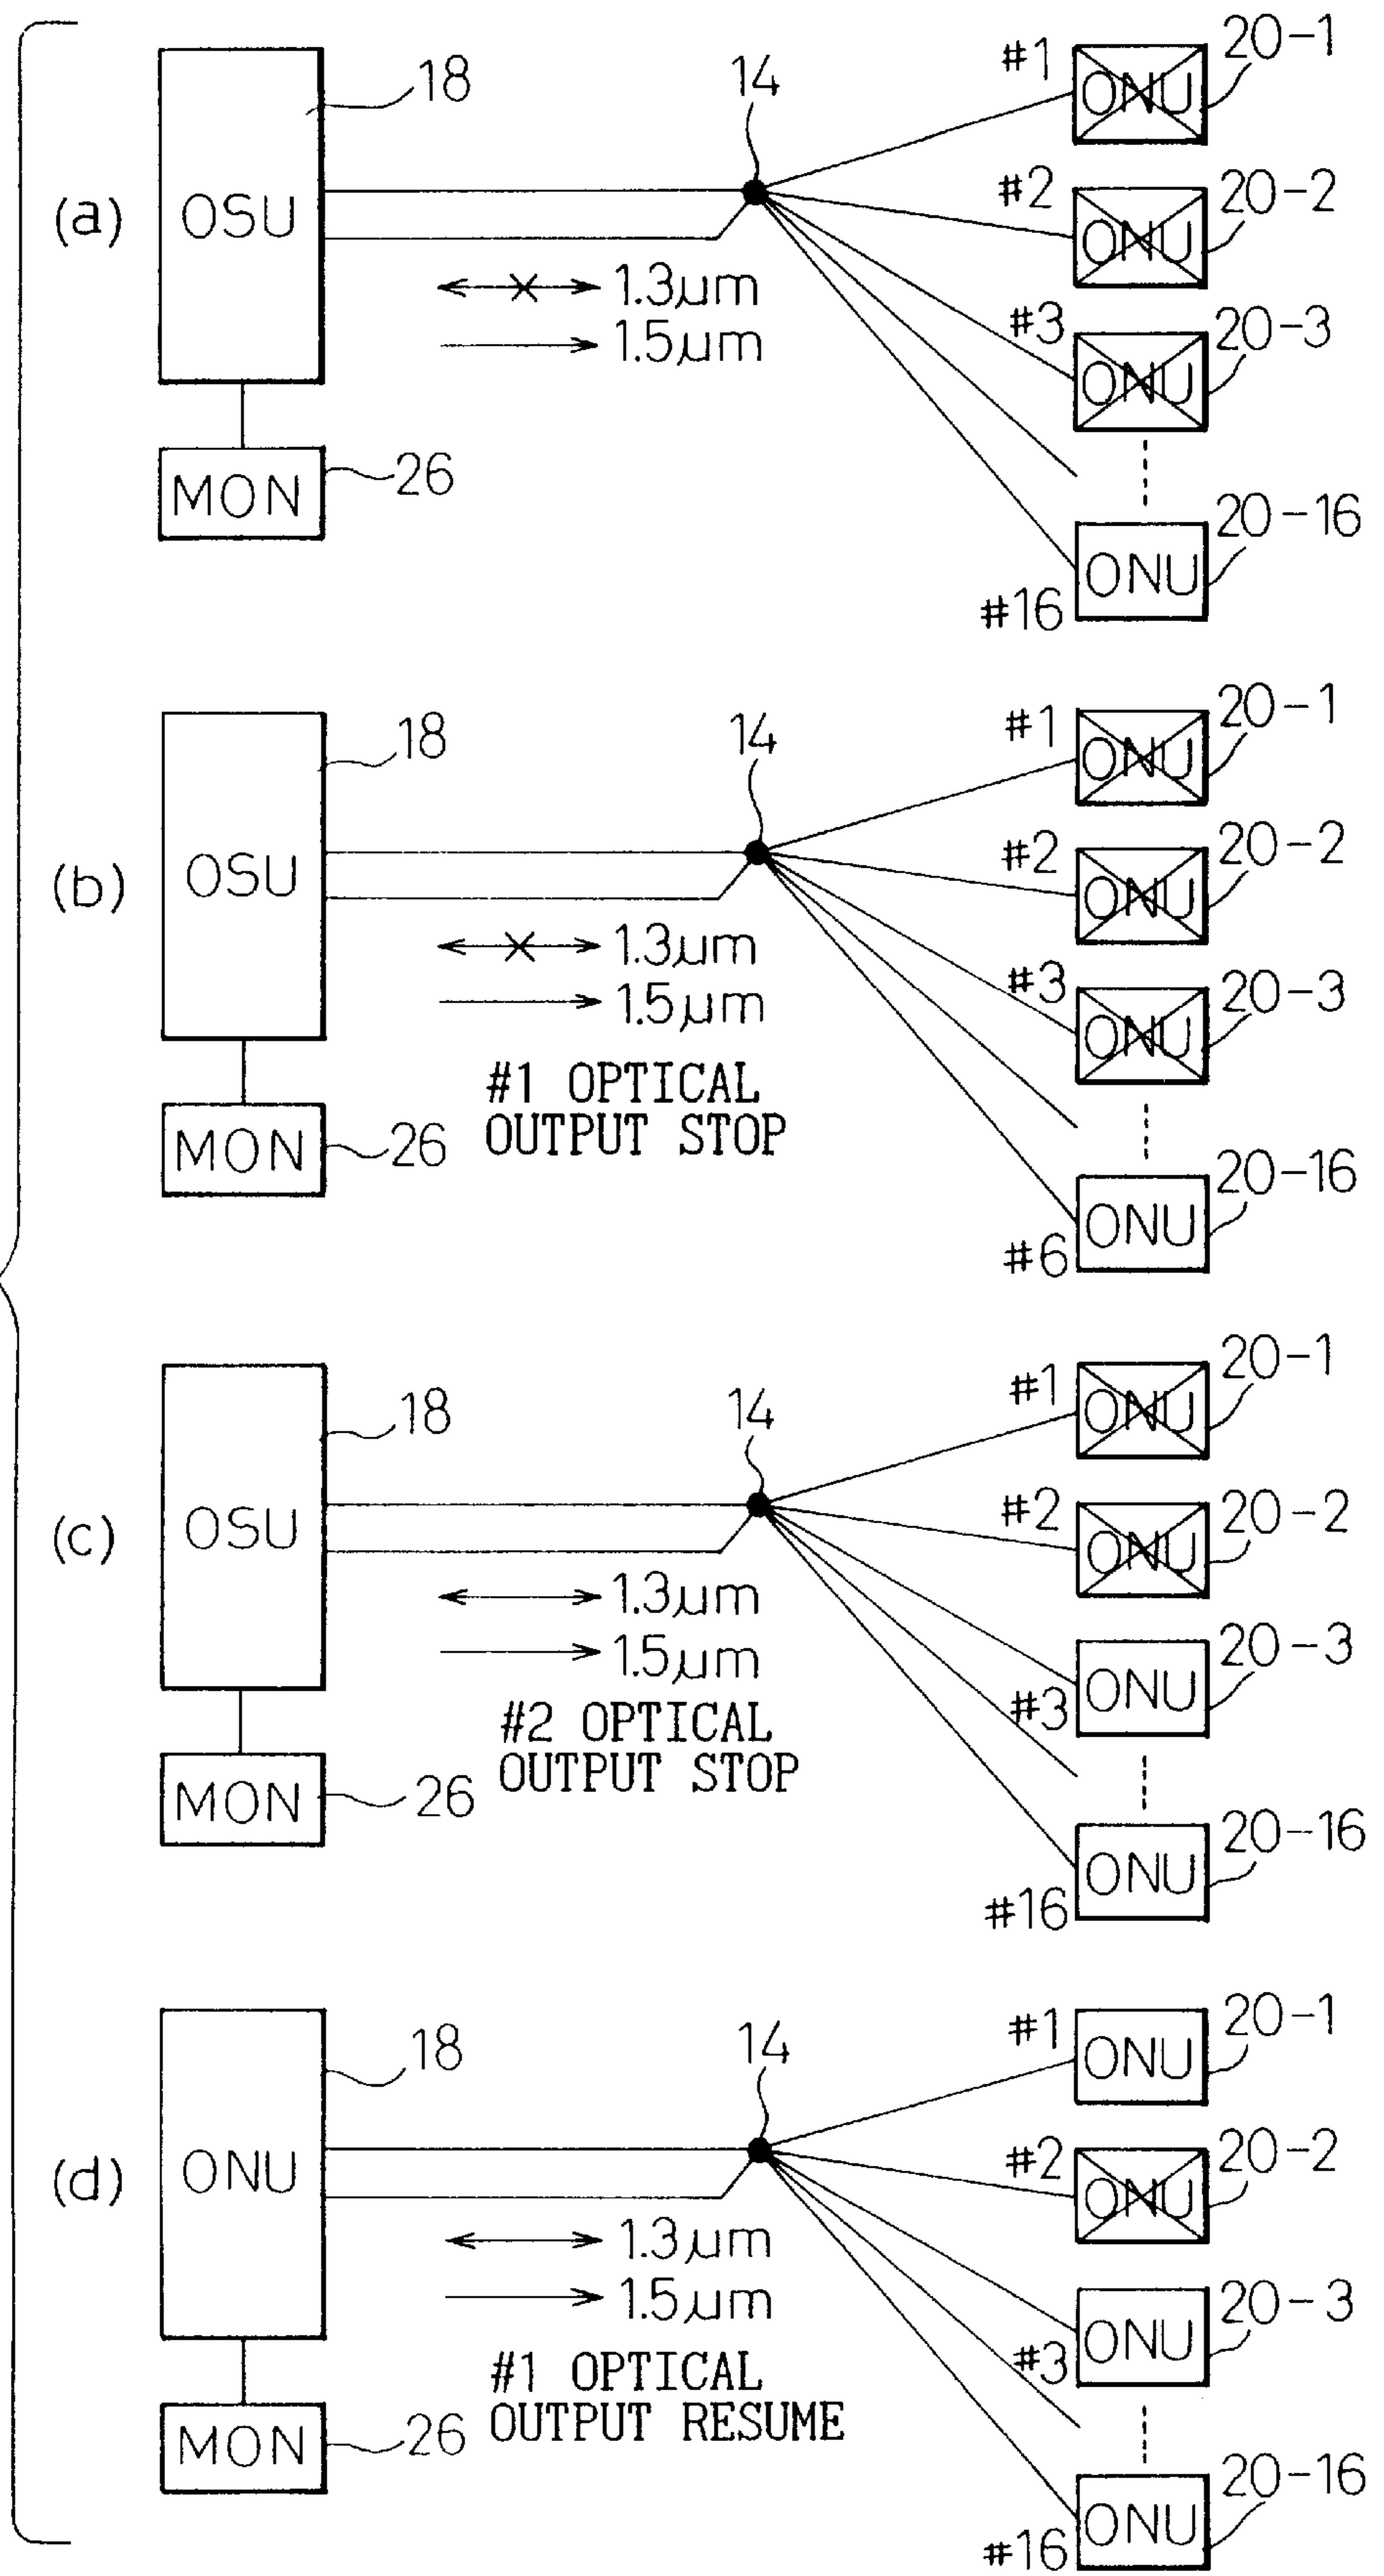 (a)
18
OSU
MON
26
14
1.3μm
1.5μm
#1
ONU
20-1
#2
ONU
20-2
#3
ONU
20-3
#16
ONU
20-16
(b)
18
OSU
MON
26
14
1.3μm
1.5μm
#1 OPTICAL
OUTPUT STOP
#1
ONU
20-1
#2
ONU
20-2
#3
ONU
20-3
#6
ONU
20-16
(c)
18
OSU
MON
26
14
1.3μm
1.5μm
#2 OPTICAL
OUTPUT STOP
#1
ONU
20-1
#2
ONU
20-2
#3
ONU
20-3
#16
ONU
20-16
(d)
18
ONU
MON
26
14
1.3μm
1.5μm
#1 OPTICAL
OUTPUT RESUME
#1
ONU
20-1
#2
ONU
20-2
#3
ONU
20-3
#16
ONU
20-16